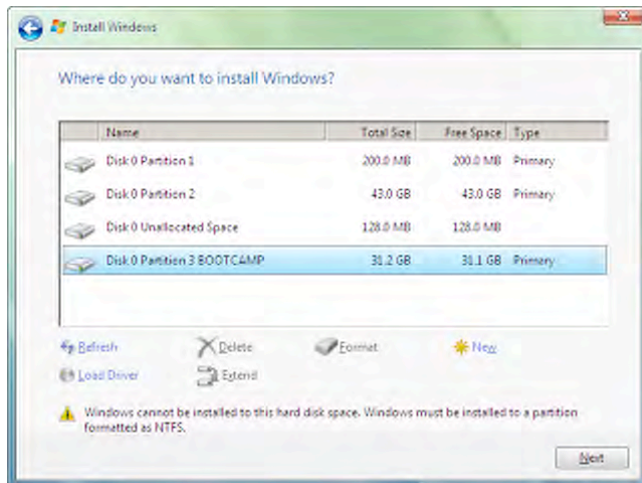 Install Windows
Where do you want to install Windows?
Name Total Size Free Space Type
Disk 0 Partition 1 200.0 MB 200.0 MB Primary
Disk 0 Partition 2 43.0 GB 43.0 GB Primary
Disk 0 Unallocated Space 128.0 MB 128.0 MB
Disk 0 Partition 3 BOOTCAMP 31.2 GB 31.1 GB Primary
Refresh Delete Format New
Load Driver Extend
Windows cannot be installed to this hard disk space. Windows must be installed to a partition
formatted as NTFS.
Next